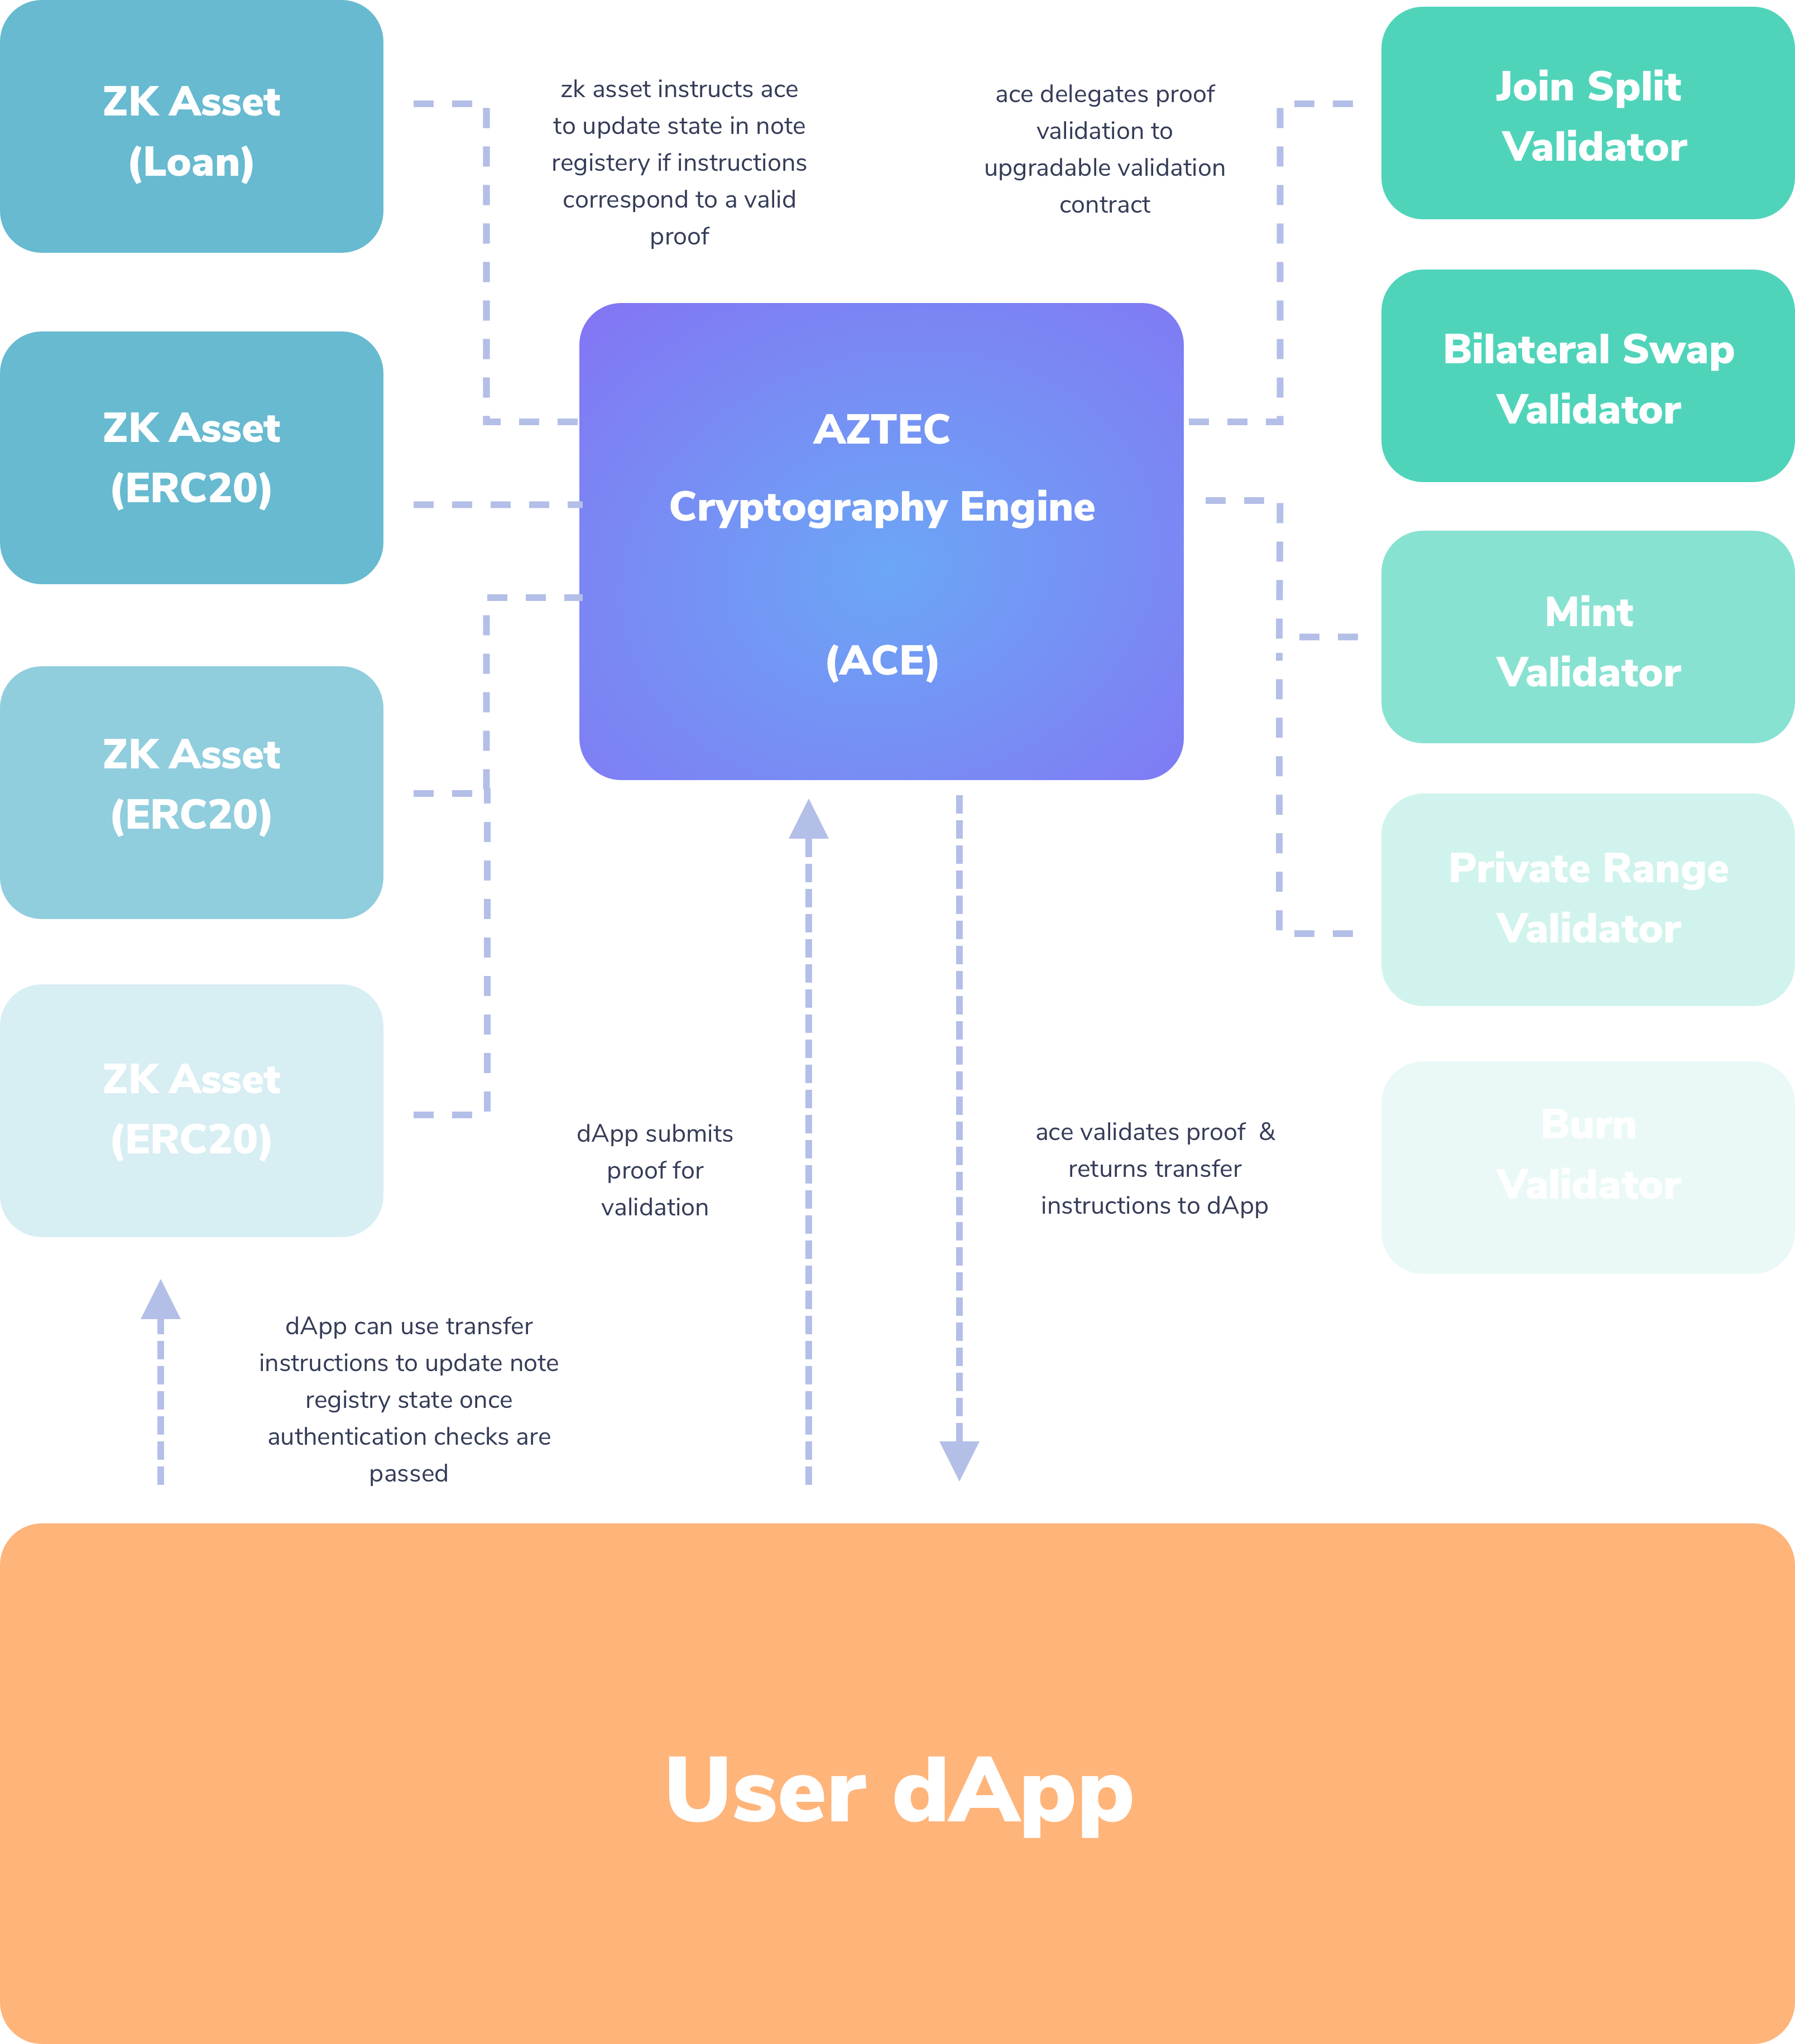 ZK Asset
(Loan)
zk asset instructs ace
to update state in note
registery if instructions
correspond to a valid
proof
ace delegates proof
validation to
upgradable validation
contract
Join Split
Validator
ZK Asset
(ERC20)
AZTEC
Cryptography Engine
(ACE)
Bilateral Swap
Validator
Mint
Validator
ZK Asset
(ERC20)
Private Range
Validator
ZK Asset
(ERC20)
dApp submits
proof for
validation
ace validates proof  &
returns transfer
instructions to dApp
Burn
Validator
dApp can use transfer
instructions to update note
registry state once
authentication checks are
passed
User dApp